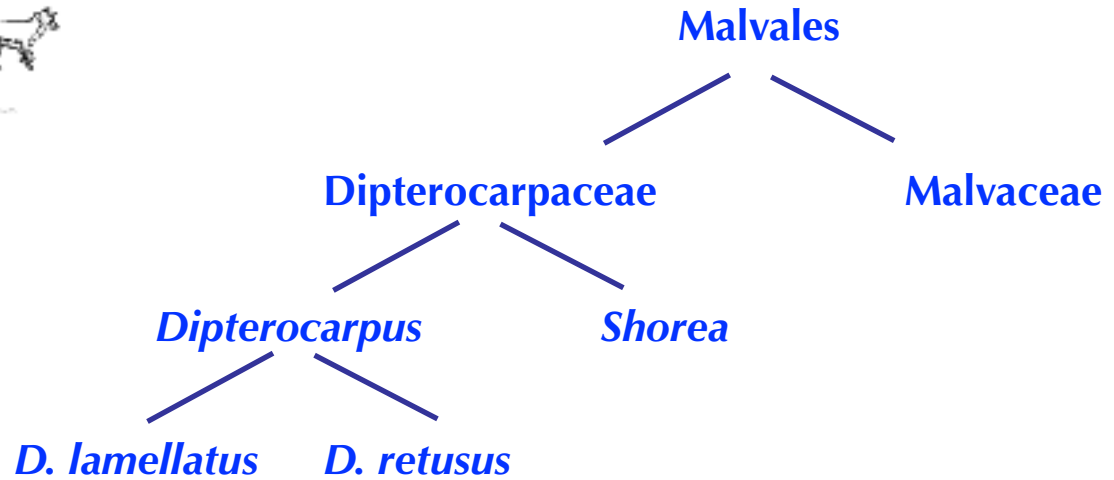 Malvales
Dipterocarpaceae Malvaceae
Dipterocarpus Shorea
D. lamellatus D. retusus